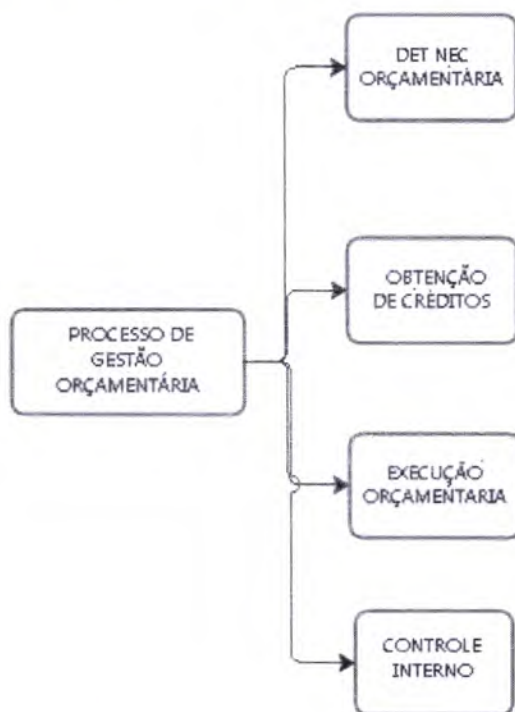 DET NEC
ORÇAMENTÁRIA
OBTENÇÃO
DE CRÉDITOS
PROCESSO DE
GESTÃO
ORÇAMENTÁRIA
EXECUÇÃO
ORÇAMENTARIA
CONTROLE
INTERNO